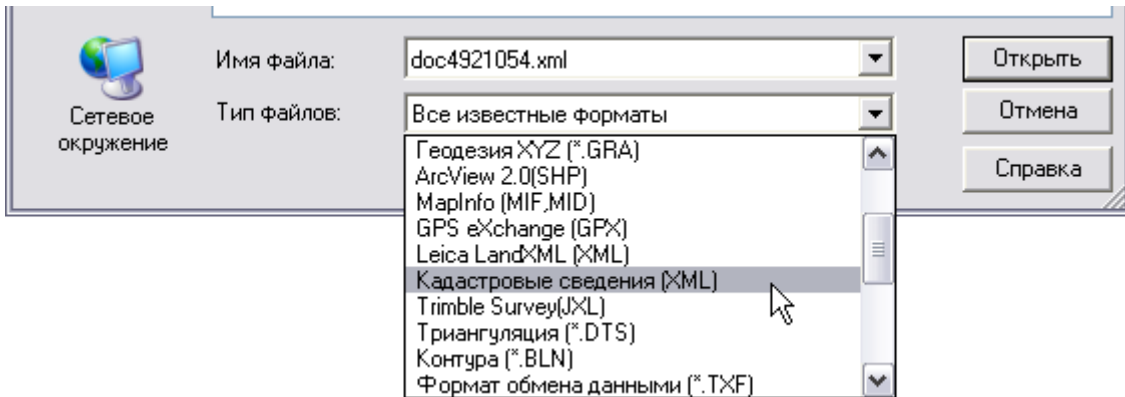 Имя файла:
doc4921054.xml
Открыть
Сетевое
окружение
Тип файлов:
Все известные форматы
Отмена
Геодезия XYZ (*.GRA)
ArcView 2.0(SHP)
MapInfo (MIF,MID)
GPS eXchange (GPX)
Leica LandXML (XML)
Кадастровые сведения (XML)
Trimble Survey(JXL)
Триангуляция (*.DTS)
Контура (*.BLN)
Формат обмена данными (*.TXF)
Справка